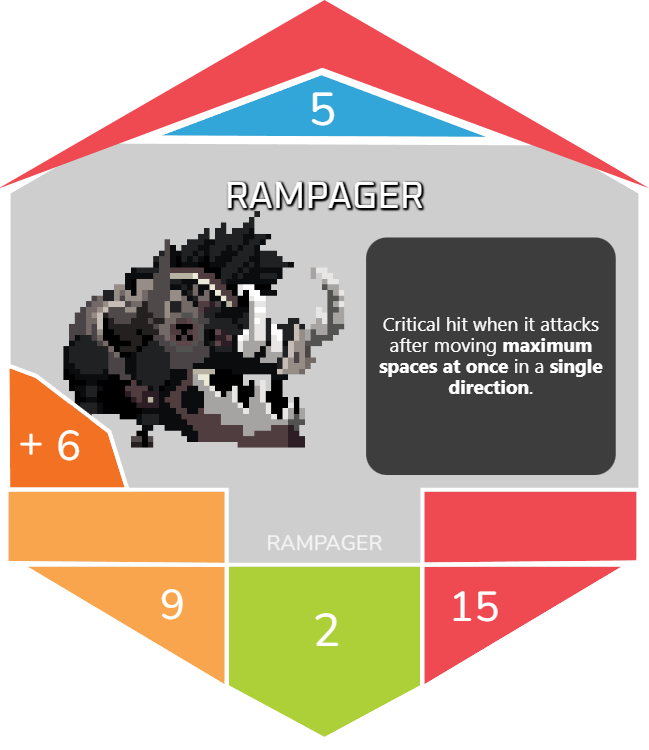 5
RAMPAGER
Critical hit when it attacks
after moving maximum
spaces at once in a single
direction.
+ 6
RAMPAGER
9
2
15